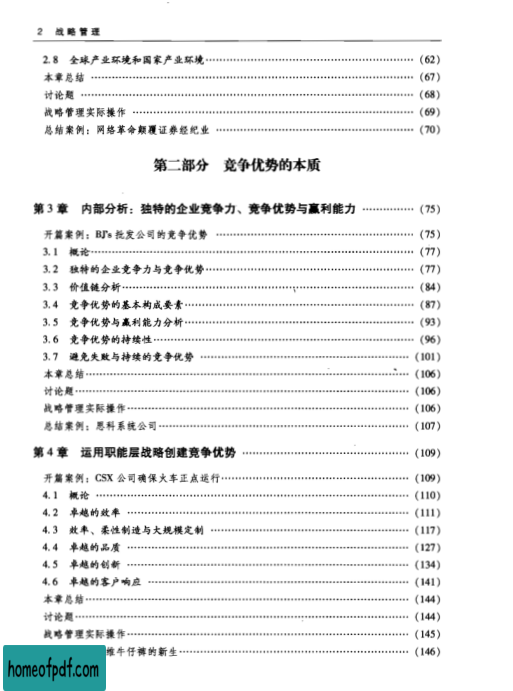 2 战略管理
2.8 全球产业环境和国家产业环境……………………………………(62)
本章总结……………………………………(67)
讨论题……………………………………(68)
战略管理实际操作……………………………………(69)
总结案例：网络革命颠覆证券经纪业……………………………………(70)
第二部分 竞争优势的本质
第3章 内部分析：独特的企业竞争力、竞争优势与赢利能力……………(75)
开篇案例：BJ's批发公司的竞争优势……………………………………(75)
3.1 概论……………………………………(77)
3.2 独特的企业竞争力与竞争优势……………………………………(77)
3.3 价值链分析……………………………………(84)
3.4 竞争优势的基本构成要素……………………………………(87)
3.5 竞争优势与赢利能力分析……………………………………(93)
3.6 竞争优势的持续性……………………………………(96)
3.7 避免失败与持续的竞争优势……………………………………(101)
本章总结……………………………………(106)
讨论题……………………………………(106)
战略管理实际操作……………………………………(106)
总结案例：思科系统公司……………………………………(107)
第4章 运用职能层战略创建竞争优势……………………………………(109)
开篇案例：CSX公司确保火车正点运行……………………………………(109)
4.1 概论……………………………………(110)
4.2 卓越的效率……………………………………(111)
4.3 效率、柔性制造与大规模定制……………………………………(117)
4.4 卓越的品质……………………………………(127)
4.5 卓越的创新……………………………………(134)
4.6 卓越的客户响应……………………………………(141)
本章总结……………………………………(144)
讨论题……………………………………(144)
战略管理实际操作……………………………………(145)
维牛仔裤的新生……………………………………(146)
homeofpdf.com